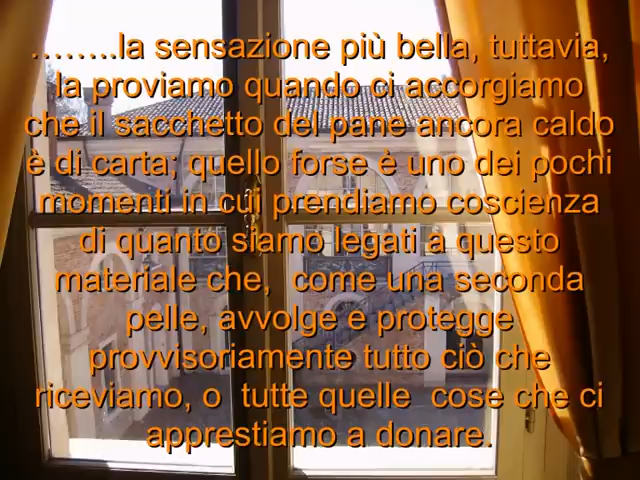 ……..la sensazione più bella, tuttavia,
la proviamo quando ci accorgiamo
che il sacchetto del pane ancora caldo
è di carta; quello forse è uno dei pochi
momenti in cui prendiamo coscienza
di quanto siamo legati a questo
materiale che,  come una seconda
pelle, avvolge e protegge
provvisoriamente tutto ciò che
riceviamo, o  tutte quelle  cose che ci
apprestiamo a donare.